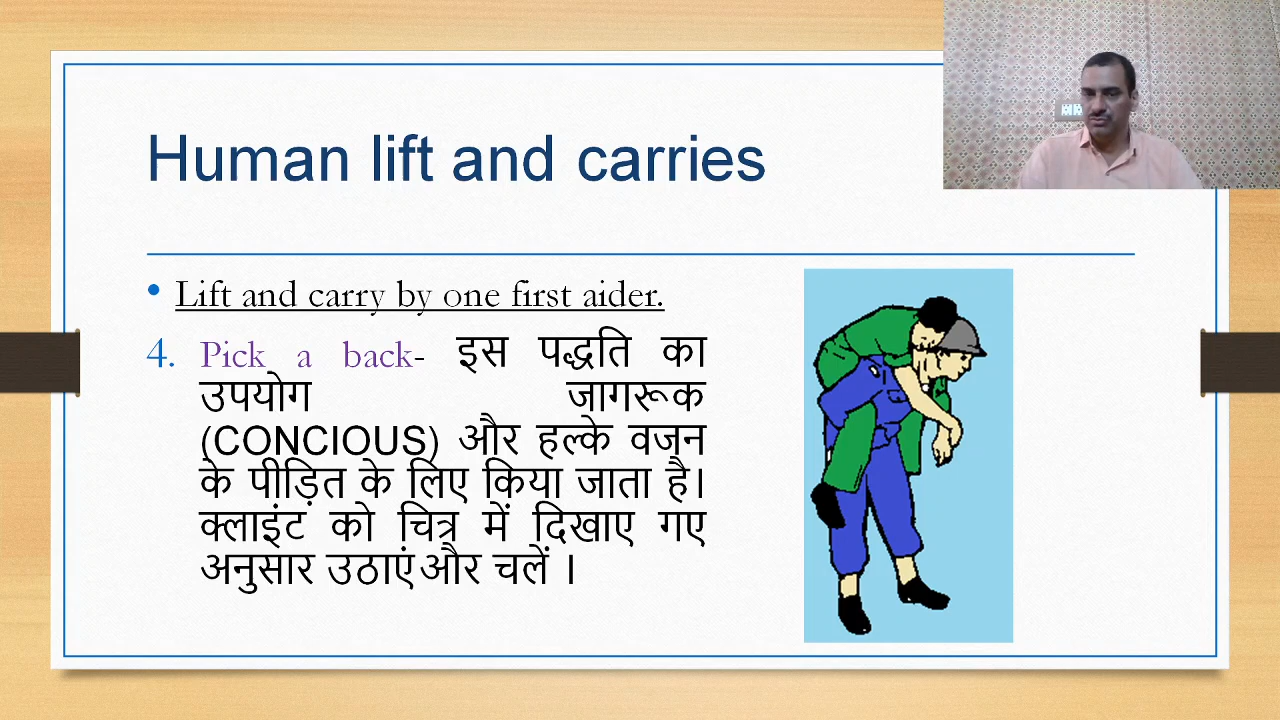 Human lift and carries
• Lift and carry by one first aider.
4. Pick a back- इस पद्धति का
उपयोग जागरूक
(CONCIOUS) और हल्के वजन
के पीड़ित के लिए किया जाता है।
क्लाइंट को चित्र में दिखाए गए
अनुसार उठाएं और चलें ।